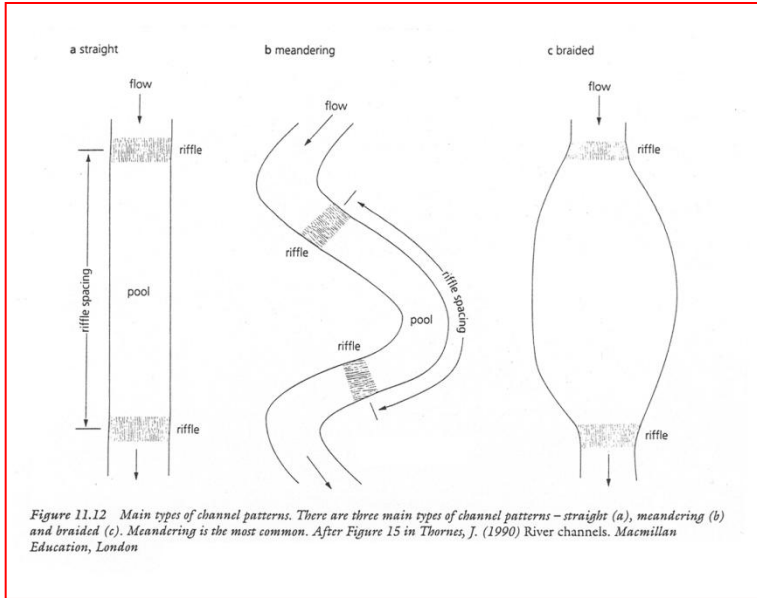 a straight
b meandering
c braided
flow
riffle
riffle spacing
pool
riffle
flow
riffle
riffle spacing
pool
riffle
flow
riffle
riffle
Figure 11.12 Main types of channel patterns. There are three main types of channel patterns – straight (a), meandering (b)
and braided (c). Meandering is the most common. After Figure 15 in Thornes, J. (1990) River channels. Macmillan
Education, London